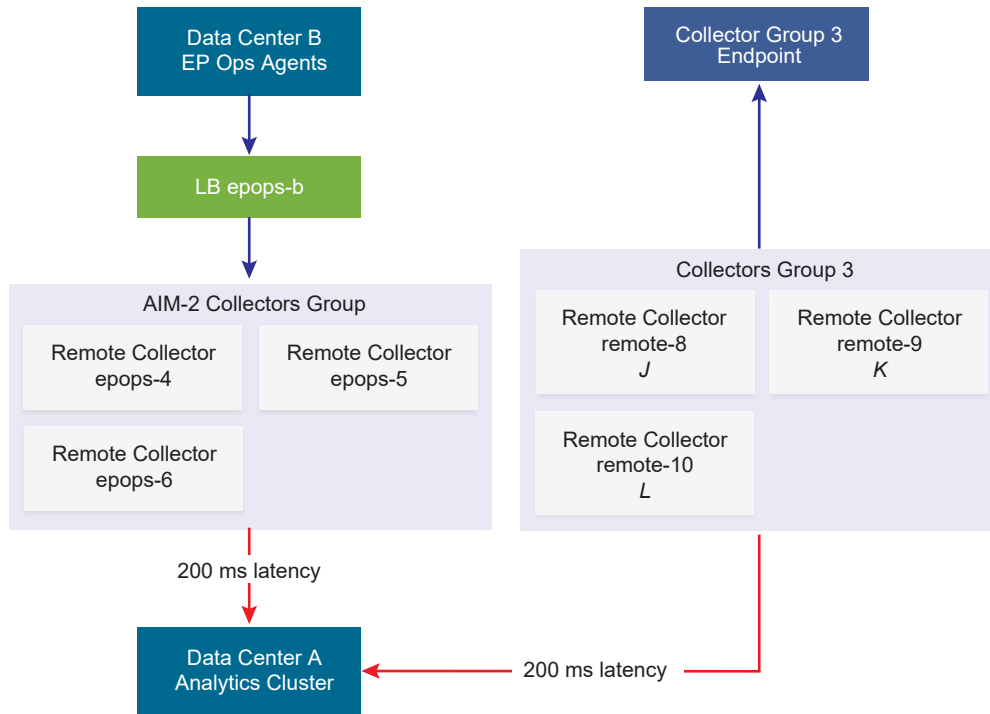 Data Center B
EP Ops Agents
LB epops-b
AIM-2 Collectors Group
Remote Collector
epops-4
Remote Collector
epops-5
Remote Collector
epops-6
200 ms latency
Data Center A
Analytics Cluster
Collector Group 3
Endpoint
Collectors Group 3
Remote Collector
remote-8
J
Remote Collector
remote-9
K
Remote Collector
remote-10
L
200 ms latency